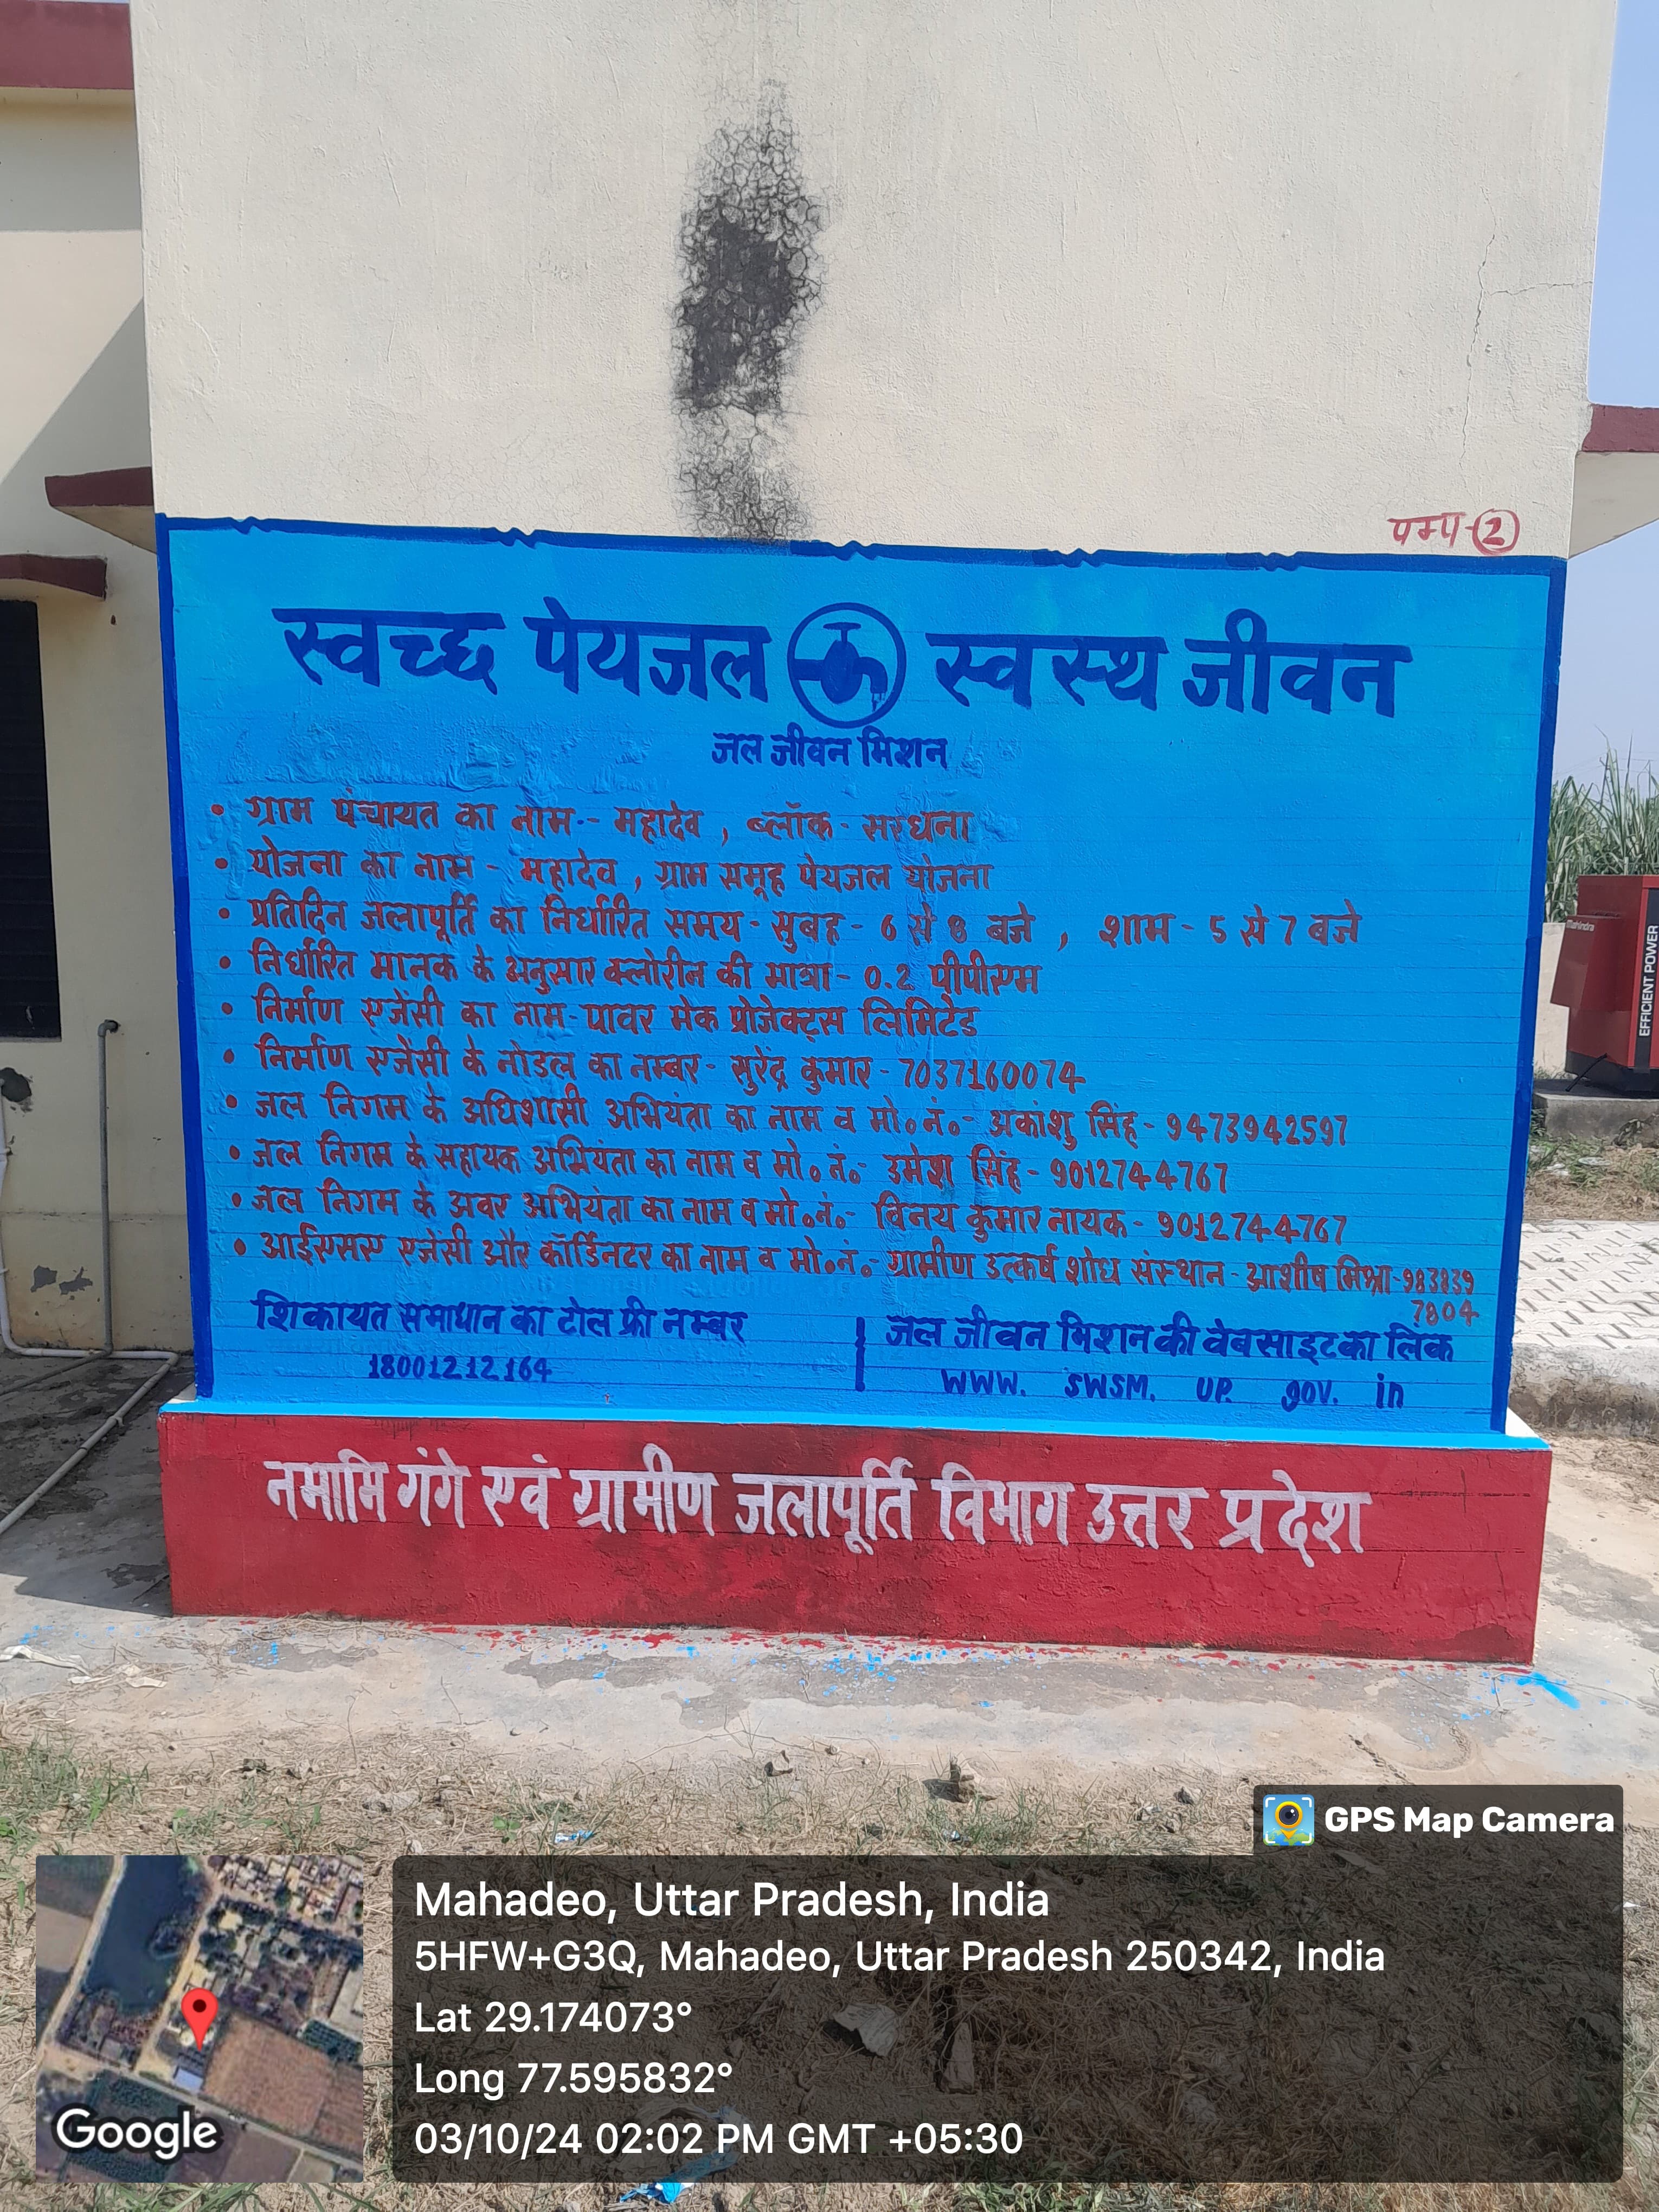 पम्प-2
स्वच्छ पेयजल स्वस्थ जीवन
जल जीवन मिशन
• ग्राम पंचायत का नाम:- महादेव , ब्लॉक - सरधना
• योजना का नाम - महादेव , ग्राम समूह पेयजल योजना
• प्रतिदिन जलापूर्ति का निर्धारित समय - सुबह - 6 से 8 बजे , शाम - 5 से 7 बजे
• निर्धारित मानक के अनुसार क्लोरीन की मात्रा - 0.2 पीपीएम
• निर्माण एजेंसी का नाम - पावर मेक प्रोजेक्ट्स लिमिटेड
• निर्माण एजेंसी के नोडल का नम्बर - सुरेंद्र कुमार - 7037160074
• जल निगम के अधिशासी अभियंता का नाम व मो॰ नं॰- अकांशु सिंह - 9473942597
• जल निगम के सहायक अभियंता का नाम व मो॰ नं॰- उमेश सिंह - 9012744767
• जल निगम के अवर अभियंता का नाम व मो॰ नं॰- विनय कुमार नायक - 9012744767
• आईएसए एजेंसी और कॉर्डिनटर का नाम व मो॰ नं॰- ग्रामीण उत्कर्ष शोध संस्थान - आशीष मिश्रा - 983839
7804
शिकायत समाधान का टोल फ्री नम्बर
18001212164
जल जीवन मिशन की वेबसाइट का लिंक
www. SWSM. UP. gov. in
नमामि गंगे एवं ग्रामीण जलापूर्ति विभाग उत्तर प्रदेश
mahindra
EFFICIENT POWER
GPS Map Camera
Mahadeo, Uttar Pradesh, India
5HFW+G3Q, Mahadeo, Uttar Pradesh 250342, India
Lat 29.174073°
Long 77.595832°
03/10/24 02:02 PM GMT +05:30
Google